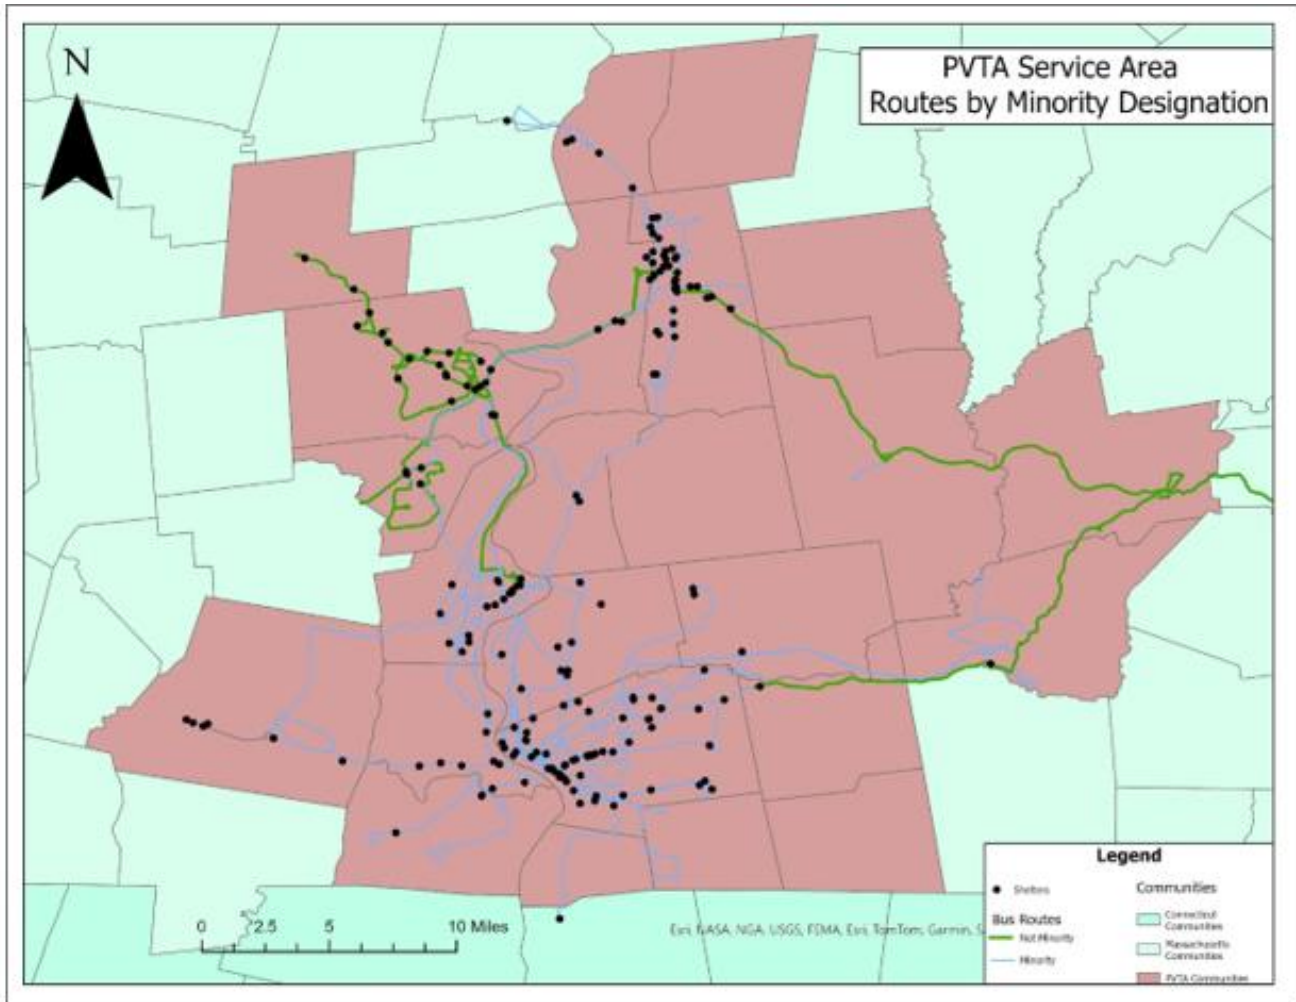 PVTA Service Area
Routes by Minority Designation
N
0 2.5 5 10 Miles
Esri, NASA, NGA, USGS, FEMA, Esri, TomTom, Garmin, S
Legend
Shelters
Bus Routes
Not Minority
Minority
Communities
Connecticut
Communities
Massachusetts
Communities
PVTA Communities